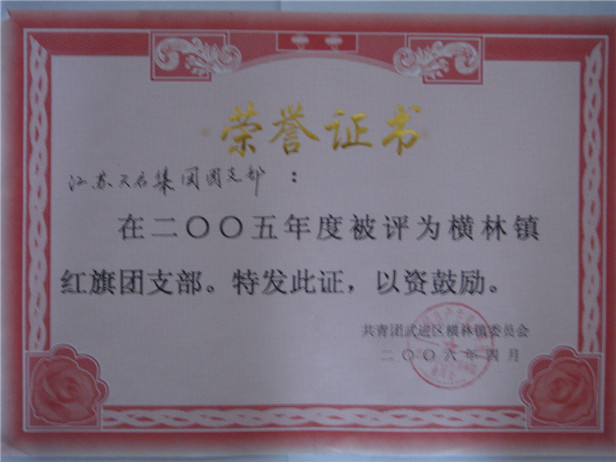 荣誉证书
江苏天名集团团支部：
在二〇〇五年度被评为横林镇
红旗团支部。特发此证，以资鼓励。
共青团武进区横林镇委员会
二〇〇六年四月